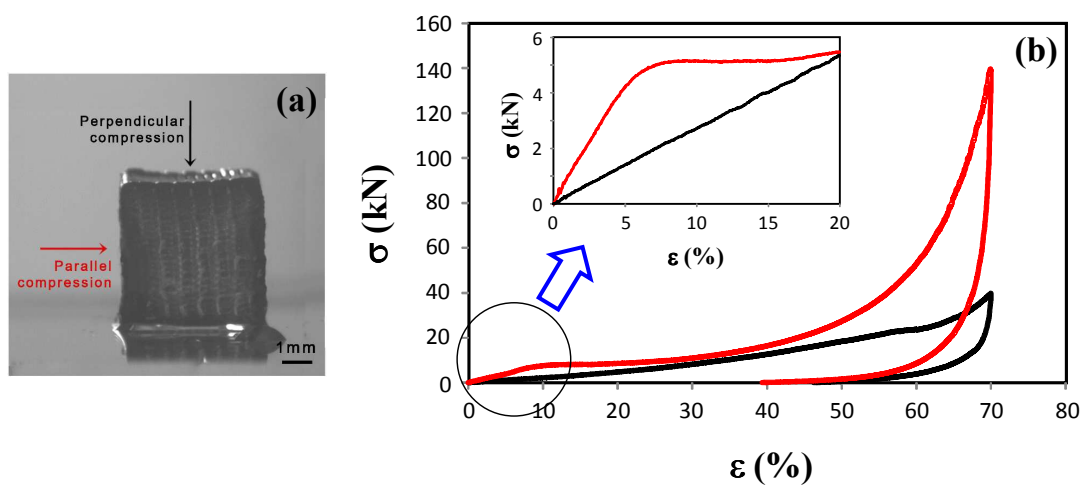 (a)
Perpendicular
compression
Parallel
compression
1mm
(b)
σ (kN)
160
140
120
100
80
60
40
20
0
0 10 20 30 40 50 60 70 80
ε (%)
σ (kN)
6
4
2
0
0 5 10 15 20
ε (%)